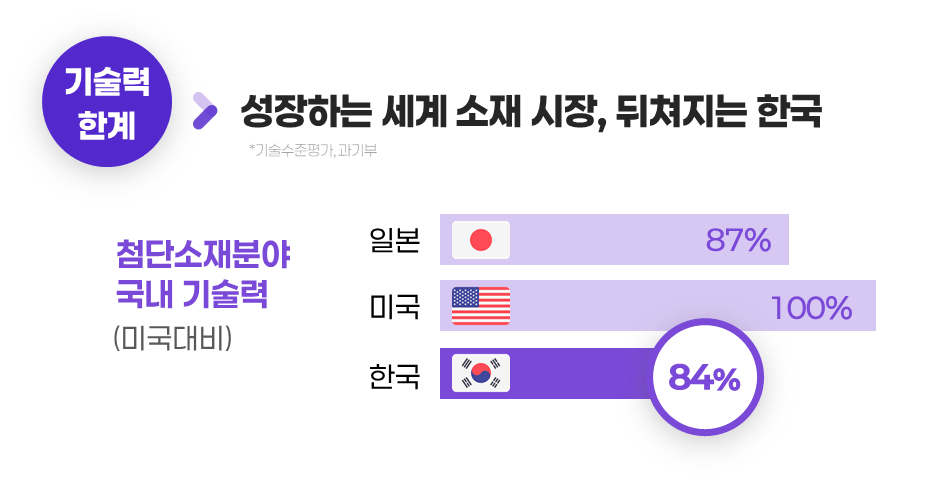 기술력
한계
성장하는 세계 소재 시장, 뒤쳐지는 한국
*기술수준평가, 과기부
첨단소재분야
국내 기술력
(미국대비)
일본
87%
미국
100%
한국
84%